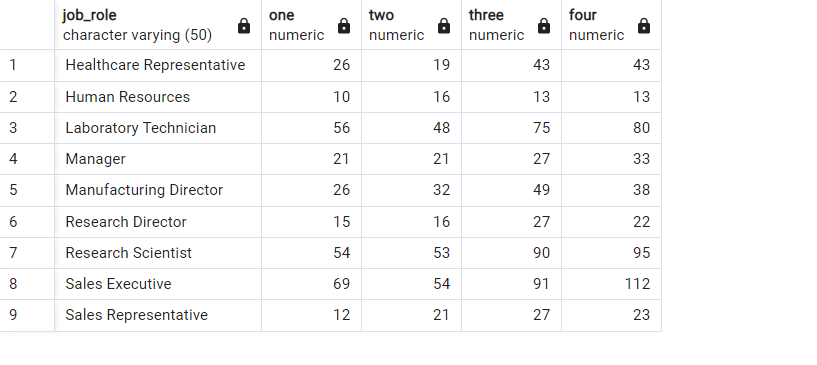 job_role one two three four
character varying (50) numeric numeric numeric numeric
1 Healthcare Representative 26 19 43 43
2 Human Resources 10 16 13 13
3 Laboratory Technician 56 48 75 80
4 Manager 21 21 27 33
5 Manufacturing Director 26 32 49 38
6 Research Director 15 16 27 22
7 Research Scientist 54 53 90 95
8 Sales Executive 69 54 91 112
9 Sales Representative 12 21 27 23